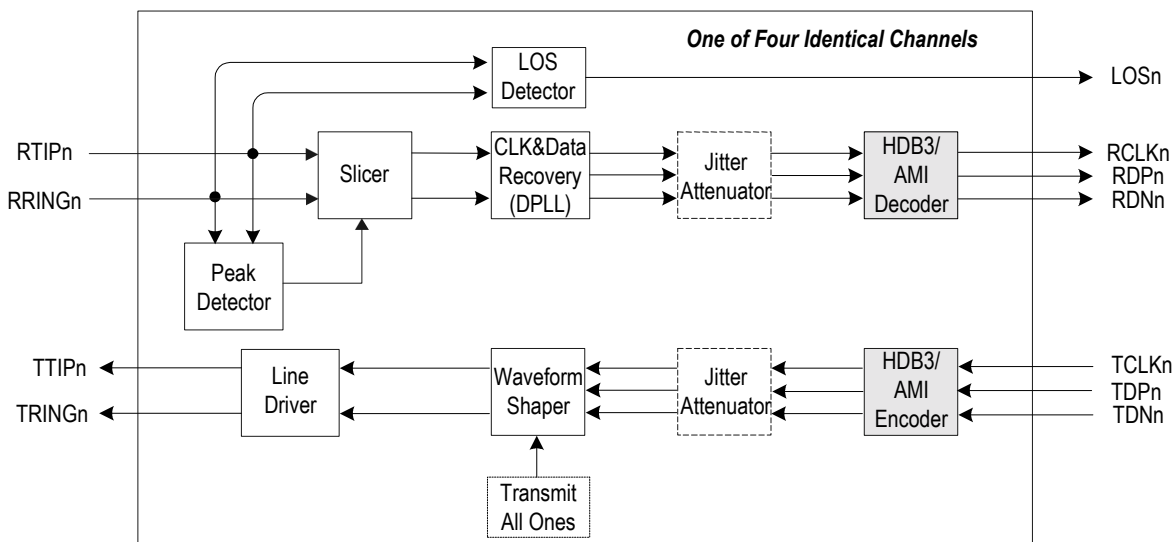 One of Four Identical Channels
LOS
Detector
LOSn
RTIPn
RRINGn
Slicer
CLK&Data
Recovery
(DPLL)
Jitter
Attenuator
HDB3/
AMI
Decoder
RCLKn
RDPn
RDNn
Peak
Detector
TTIPn
TRINGn
Line
Driver
Waveform
Shaper
Jitter
Attenuator
HDB3/
AMI
Encoder
TCLKn
TDPn
TDNn
Transmit
All Ones